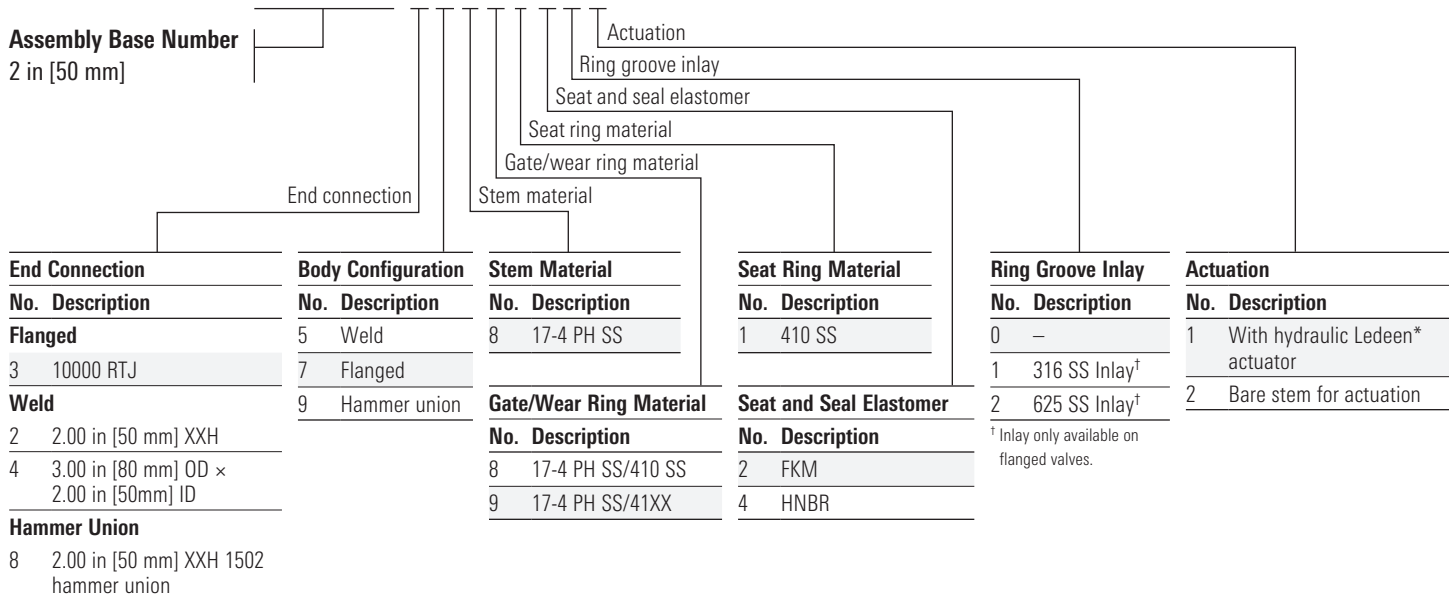 Assembly Base Number
2 in [50 mm]
Actuation
Ring groove inlay
Seat and seal elastomer
Seat ring material
Gate/wear ring material
End connection
Stem material
End Connection
No. Description
Flanged
3 10000 RTJ
Weld
2 2.00 in [50 mm] XXH
4 3.00 in [80 mm] OD ×
2.00 in [50mm] ID
Hammer Union
8 2.00 in [50 mm] XXH 1502
hammer union
Body Configuration
No. Description
5 Weld
7 Flanged
9 Hammer union
Stem Material
No. Description
8 17-4 PH SS
Gate/Wear Ring Material
No. Description
8 17-4 PH SS/410 SS
9 17-4 PH SS/41XX
Seat Ring Material
No. Description
1 410 SS
Seat and Seal Elastomer
No. Description
2 FKM
4 HNBR
Ring Groove Inlay
No. Description
0 –
1 316 SS Inlay†
2 625 SS Inlay†
† Inlay only available on
flanged valves.
Actuation
No. Description
1 With hydraulic Ledeen*
actuator
2 Bare stem for actuation